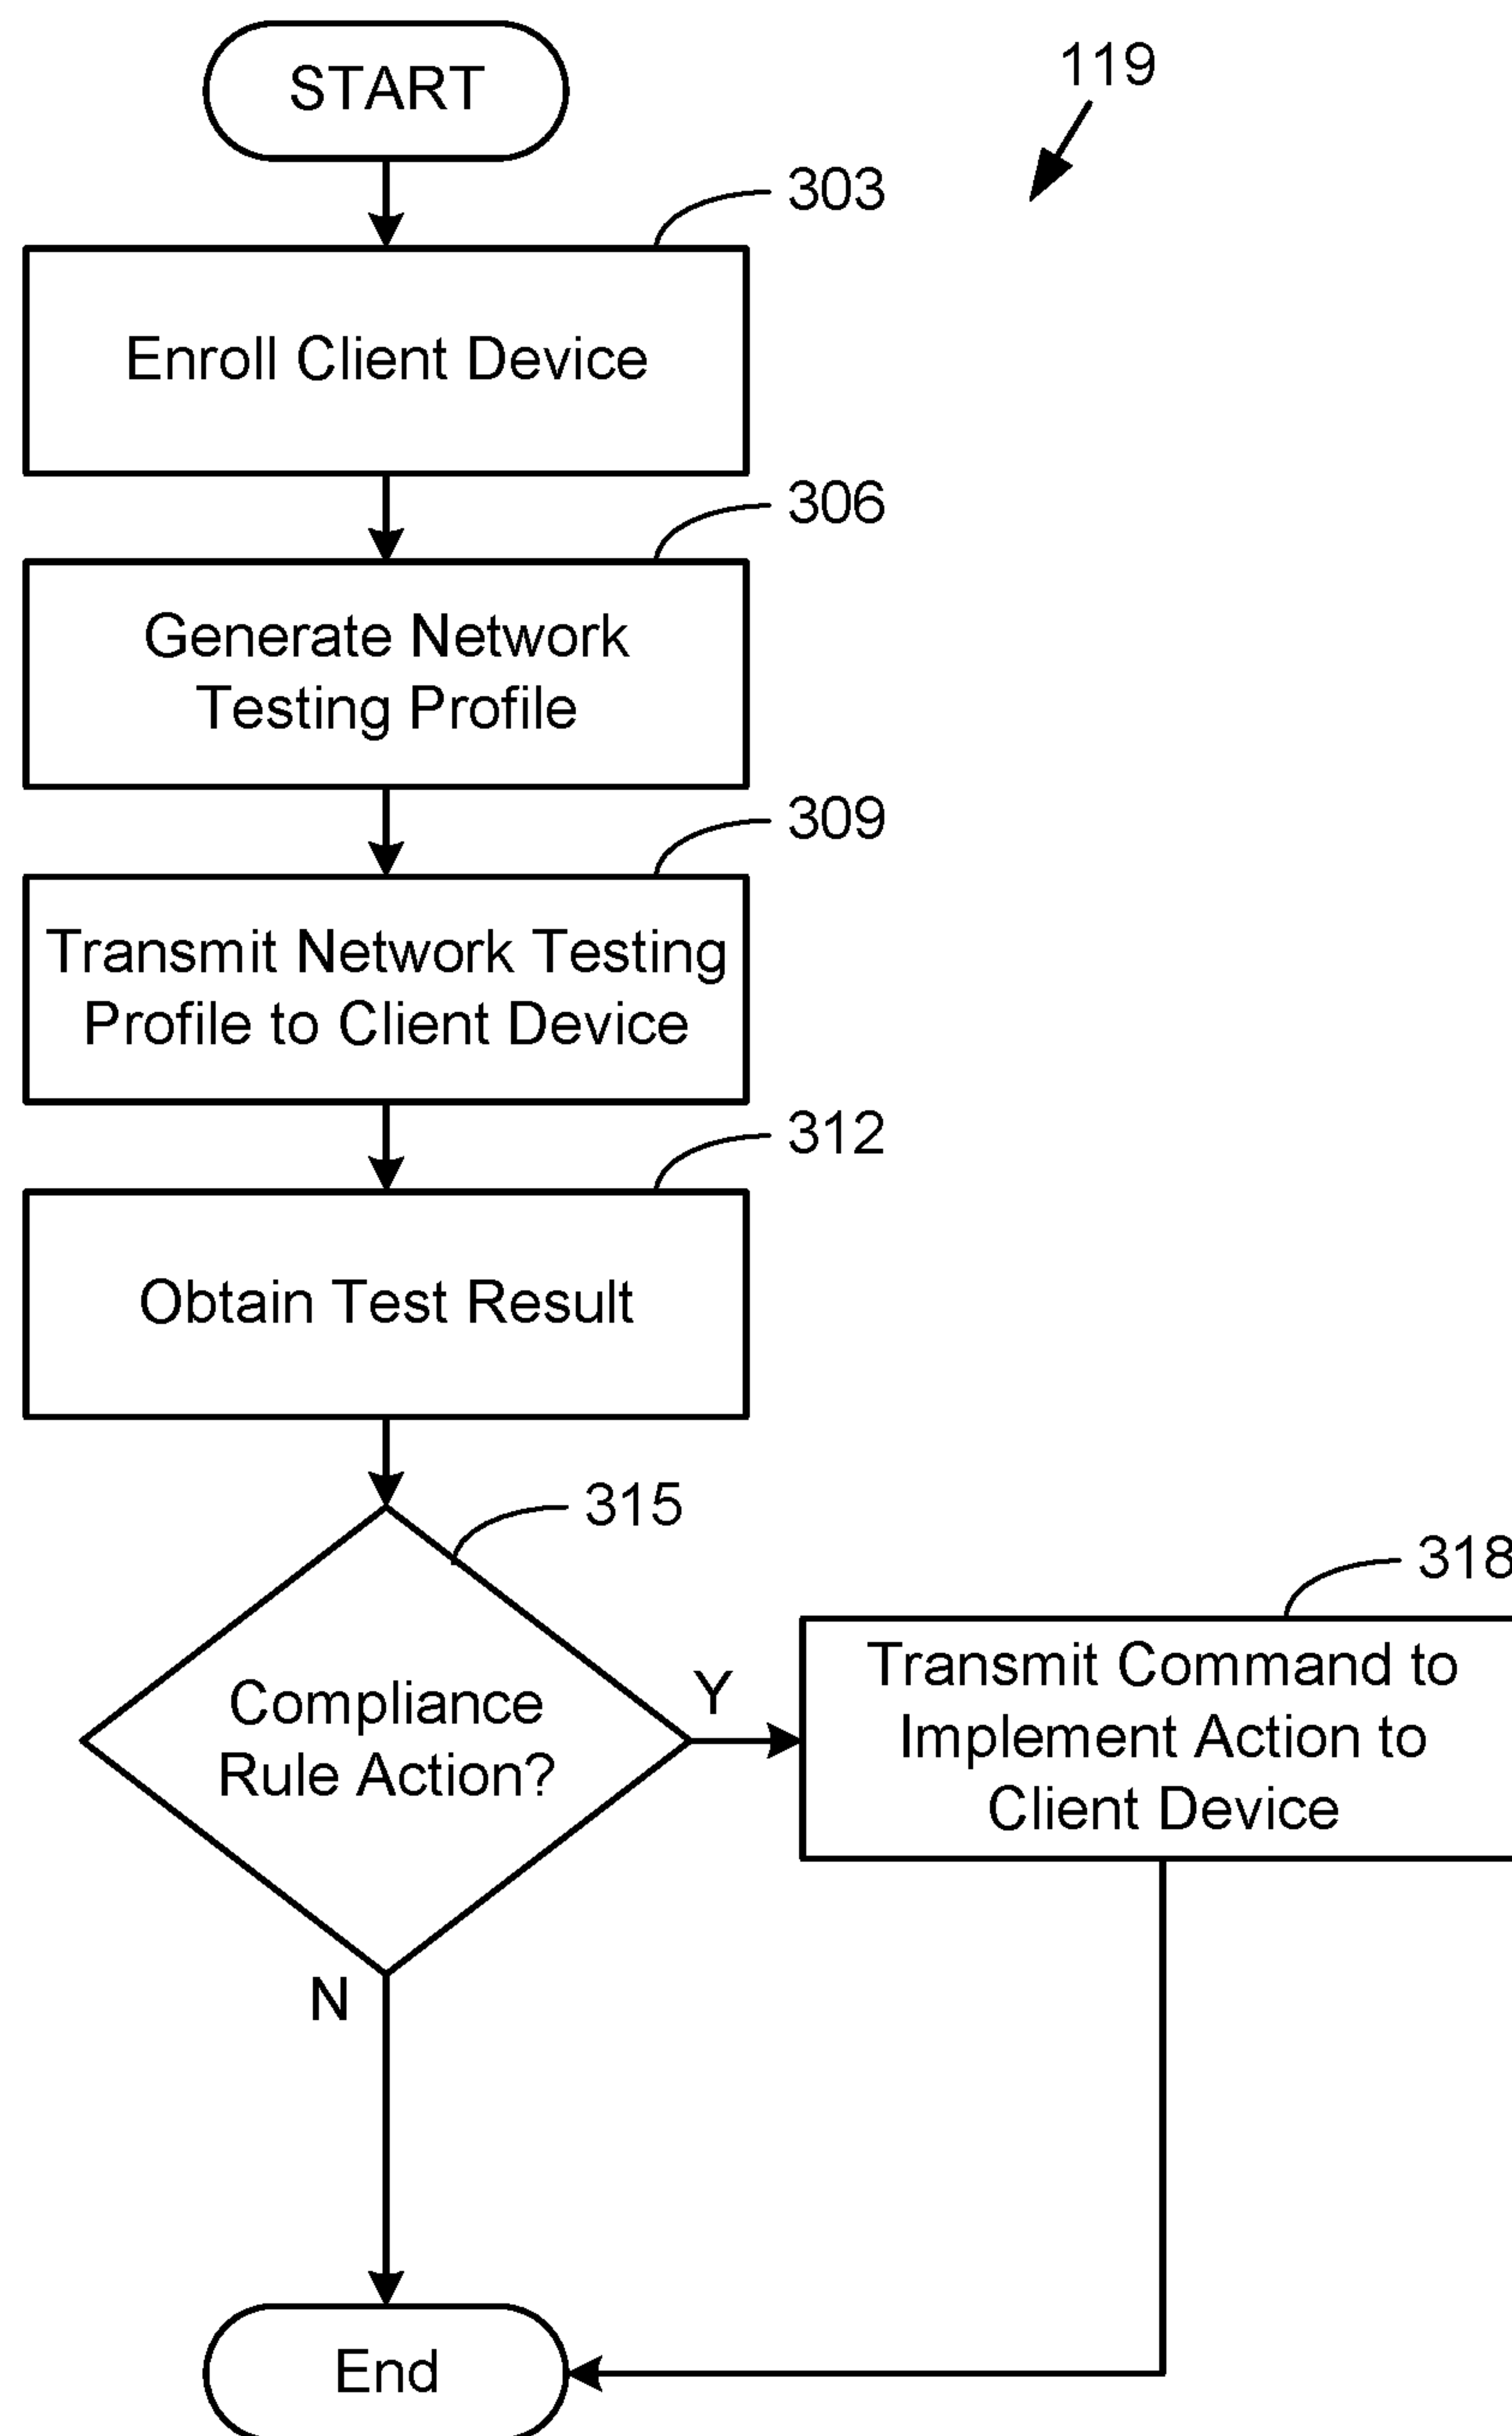 START
119
303
Enroll Client Device
306
Generate Network
Testing Profile
309
Transmit Network Testing
Profile to Client Device
312
Obtain Test Result
315
Compliance
Rule Action?
Y
318
Transmit Command to
Implement Action to
Client Device
N
End